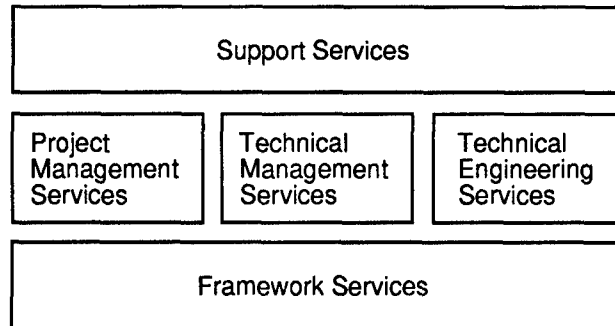 Support Services
Project
Management
Services
Technical
Management
Services
Technical
Engineering
Services
Framework Services